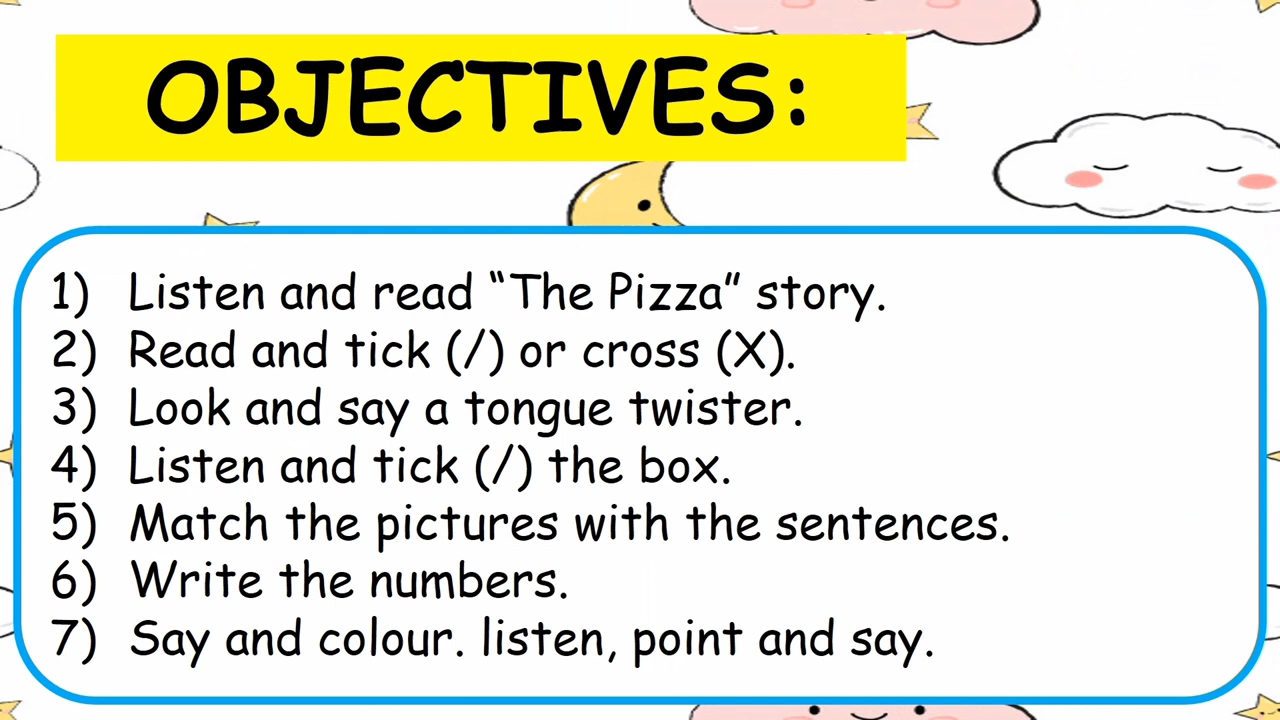 OBJECTIVES:
1) Listen and read “The Pizza” story.
2) Read and tick (/) or cross (X).
3) Look and say a tongue twister.
4) Listen and tick (/) the box.
5) Match the pictures with the sentences.
6) Write the numbers.
7) Say and colour. listen, point and say.